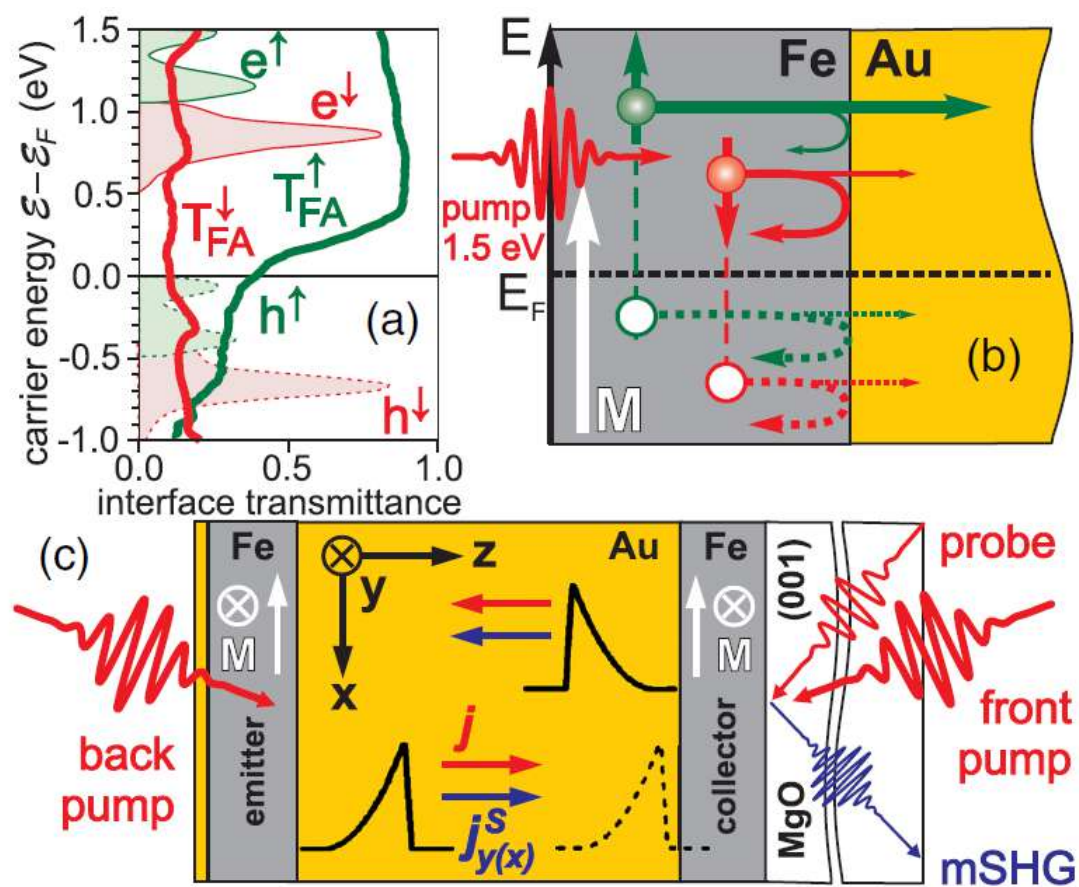 1.5
1.0
0.5
0.0
-0.5
-1.0
carrier energy ℰ–ℰ_F (eV)
e↑
e↓
T↓FA
T↑FA
h↑
(a)
h↓
0.0 0.5 1.0
interface transmittance
E
Fe Au
pump
1.5 eV
E_F
M
(b)
(c)
Fe
M
emitter
back
pump
z
y
x
Au
j
j^S_y(x)
Fe
M
collector
(001)
MgO
probe
front
pump
mSHG